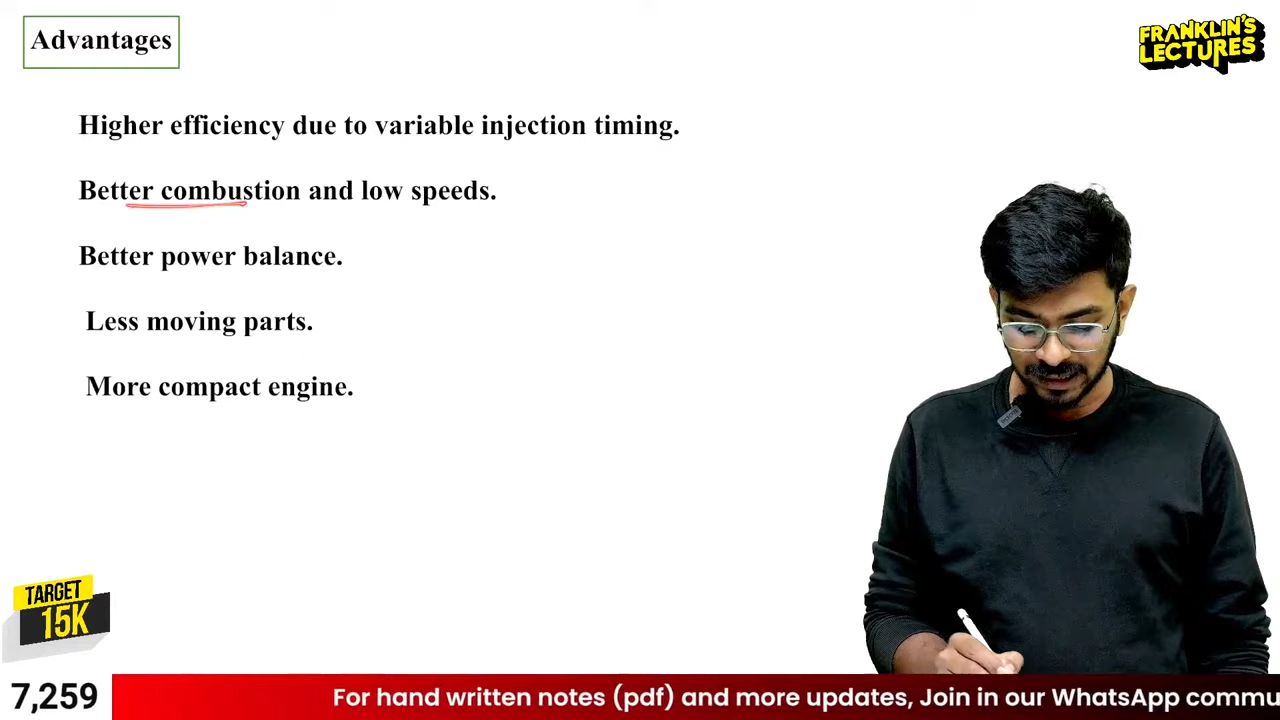 Advantages
FRANKLIN'S
LECTURES
Higher efficiency due to variable injection timing.
Better combustion and low speeds.
Better power balance.
Less moving parts.
More compact engine.
TARGET
15K
7,259
For hand written notes (pdf) and more updates, Join in our WhatsApp